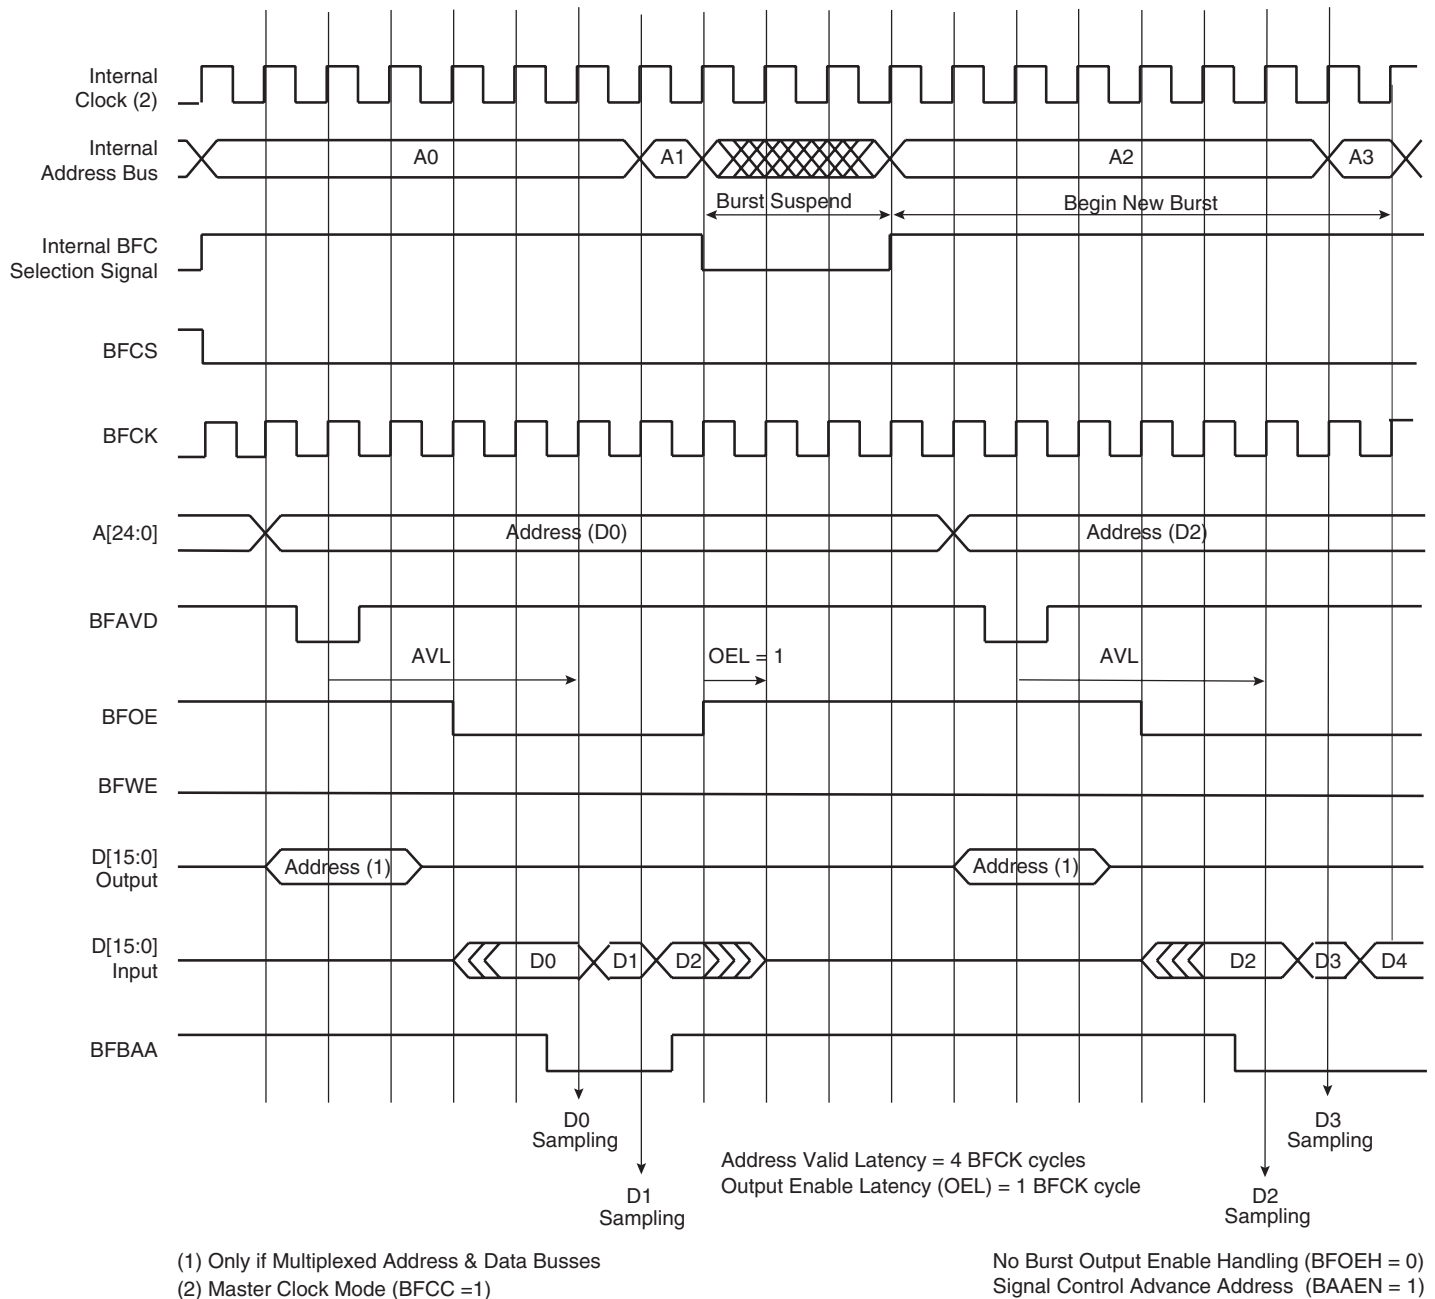 Internal
Clock (2)
Internal
Address Bus
A0
A1
A2
A3
Burst Suspend
Begin New Burst
Internal BFC
Selection Signal
BFCS
BFCK
A[24:0]
Address (D0)
Address (D2)
BFAVD
AVL
OEL = 1
AVL
BFOE
BFWE
D[15:0]
Output
Address (1)
Address (1)
D[15:0]
Input
D0
D1
D2
D2
D3
D4
BFBAA
D0
Sampling
D1
Sampling
Address Valid Latency = 4 BFCK cycles
Output Enable Latency (OEL) = 1 BFCK cycle
D3
Sampling
D2
Sampling
(1) Only if Multiplexed Address & Data Busses
(2) Master Clock Mode (BFCC =1)
No Burst Output Enable Handling (BFOEH = 0)
Signal Control Advance Address (BAAEN = 1)